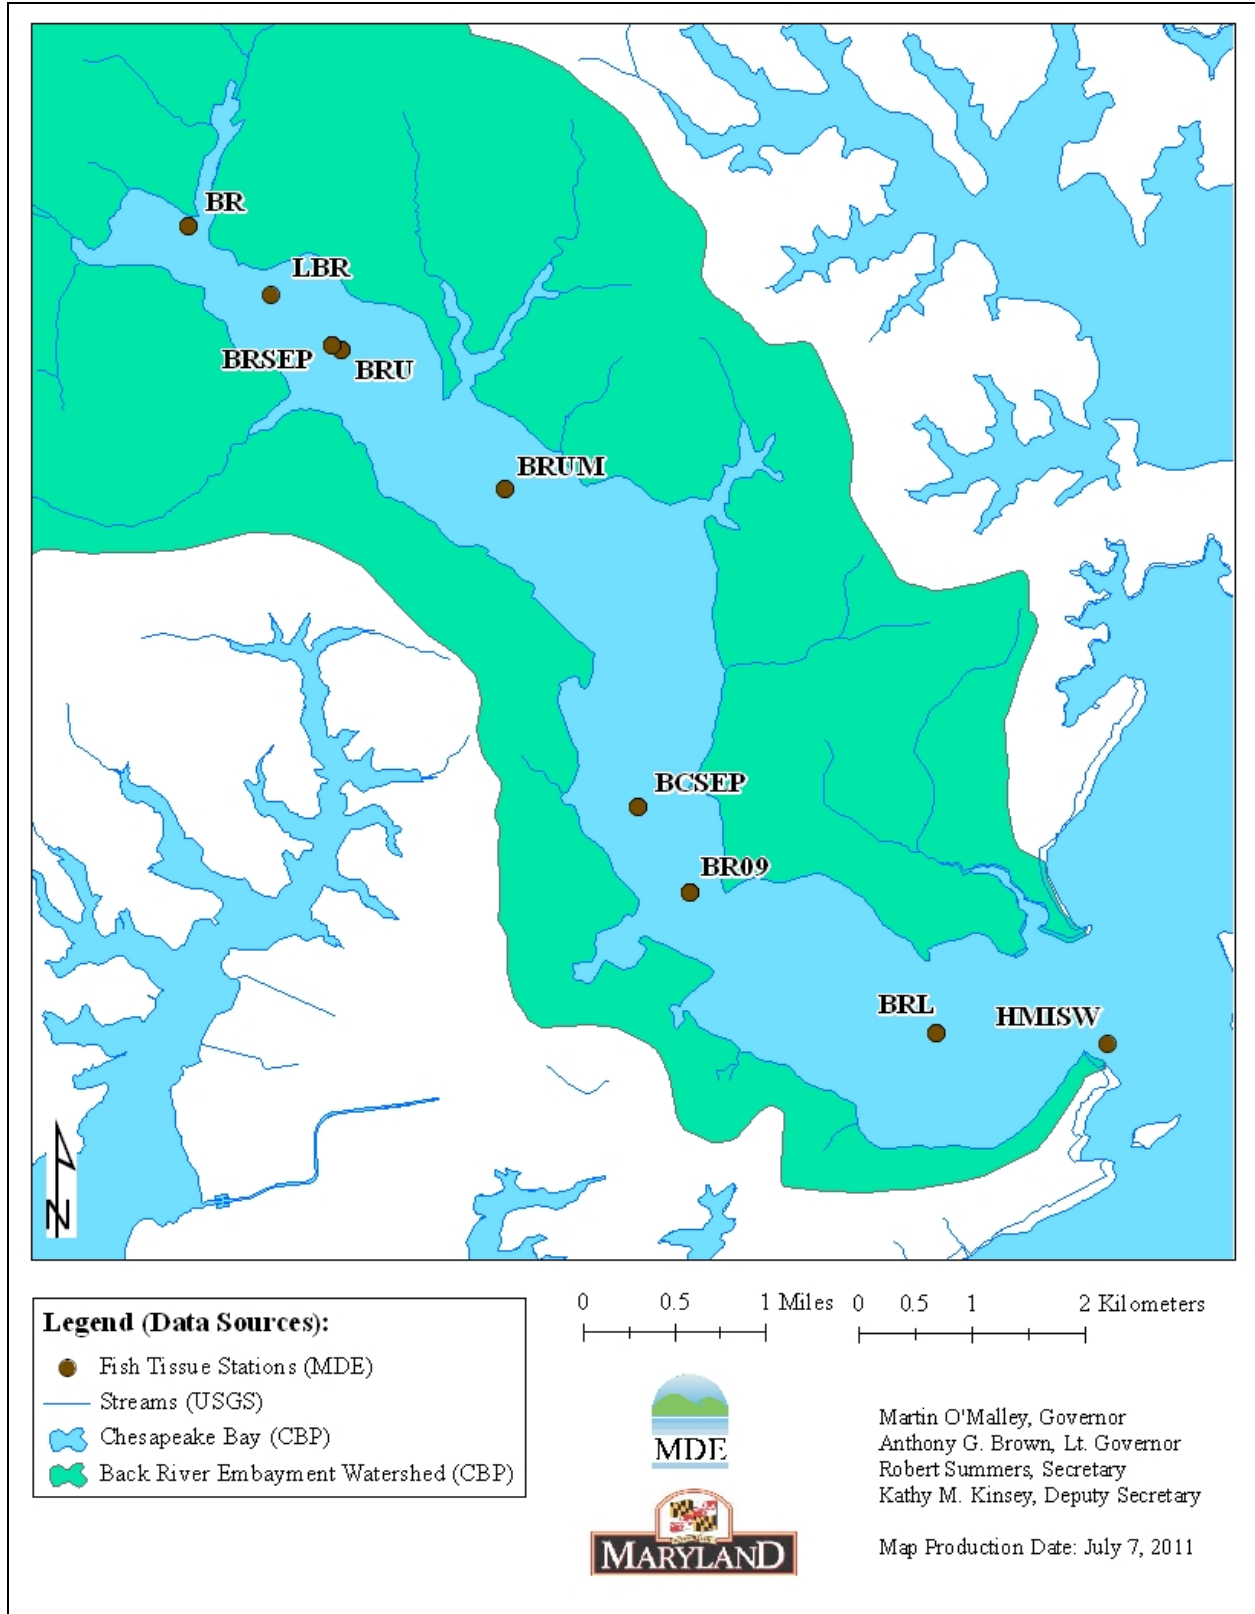 BR
LBR
BRSEP
BRU
BRUM
BCSEP
BR09
BRL
HMISW
N
Legend (Data Sources):
Fish Tissue Stations (MDE)
Streams (USGS)
Chesapeake Bay (CBP)
Back River Embayment Watershed (CBP)
0 0.5 1 Miles
0 0.5 1 2 Kilometers
MDE
MARYLAND
Martin O'Malley, Governor
Anthony G. Brown, Lt. Governor
Robert Summers, Secretary
Kathy M. Kinsey, Deputy Secretary
Map Production Date: July 7, 2011